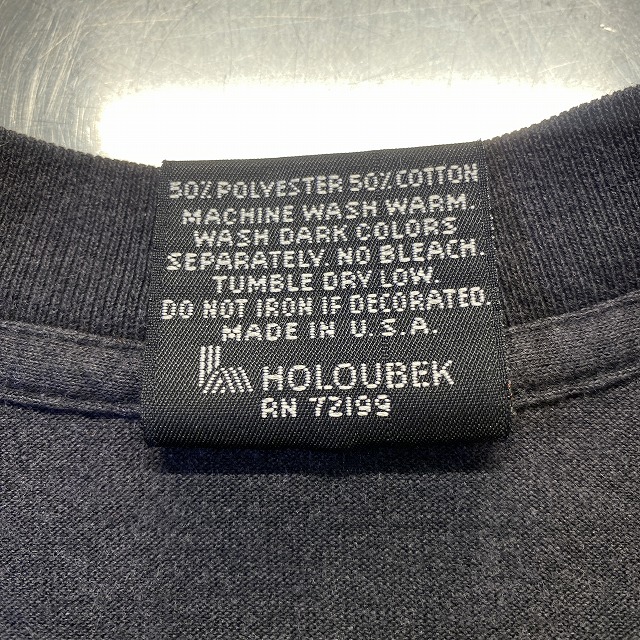 50% POLYESTER 50% COTTON
MACHINE WASH WARM.
WASH DARK COLORS
SEPARATELY. NO BLEACH.
TUMBLE DRY LOW.
DO NOT IRON IF DECORATED.
MADE IN U.S.A.
HOLOUBEK
RN 72199